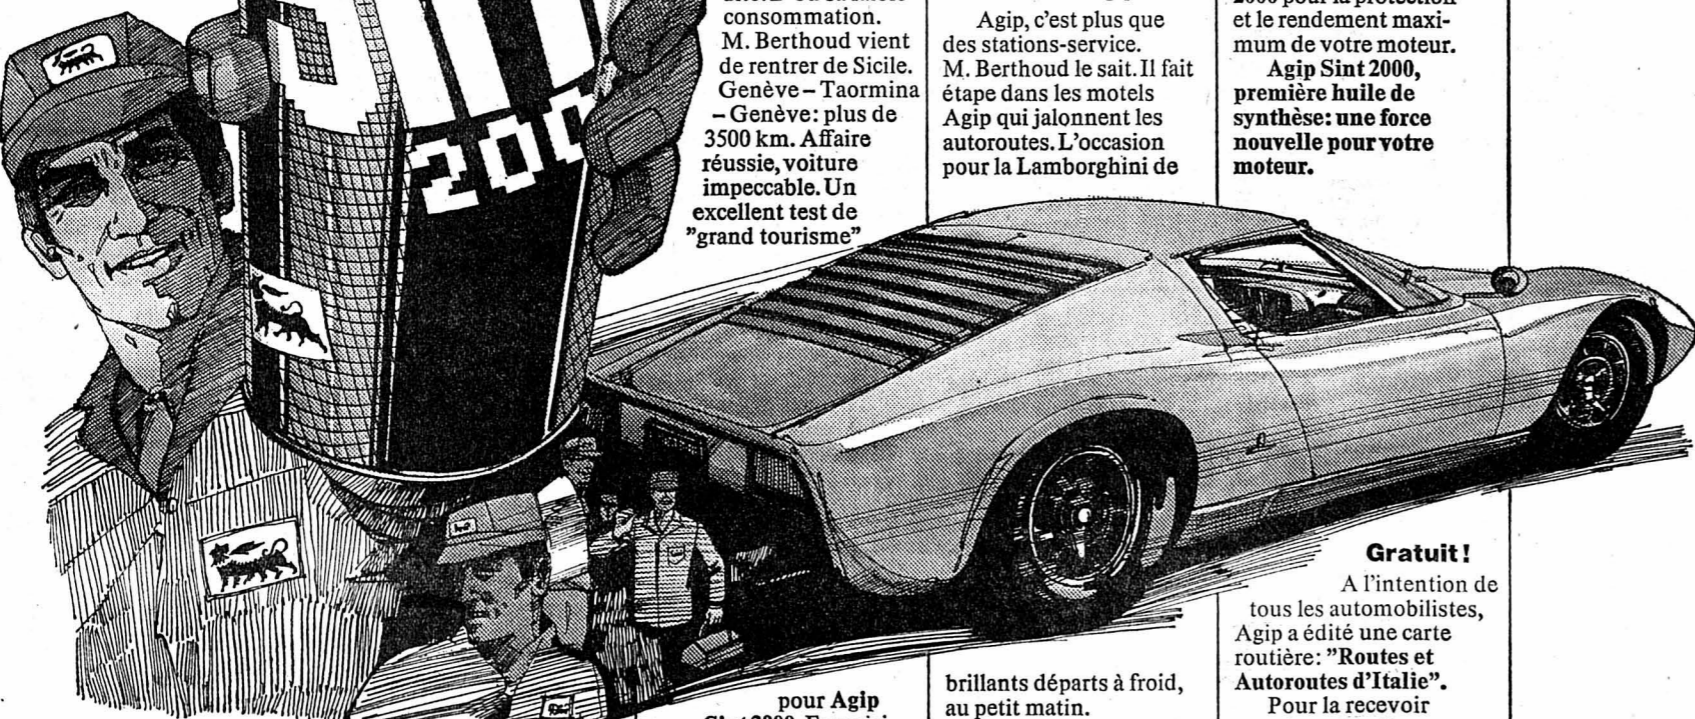 consommation.
M. Berthoud vient
de rentrer de Sicile.
Genève – Taormina
– Genève: plus de
3500 km. Affaire
réussie, voiture
impeccable. Un
excellent test de
”grand tourisme”
pour Agip
Agip, c'est plus que
des stations-service.
M. Berthoud le sait. Il fait
étape dans les motels
Agip qui jalonnent les
autoroutes. L'occasion
pour la Lamborghini de
brillants départs à froid,
au petit matin.
2000 pour la protection
et le rendement maxi-
mum de votre moteur.
Agip Sint 2000,
première huile de
synthèse: une force
nouvelle pour votre
moteur.
Gratuit!
A l'intention de
tous les automobilistes,
Agip a édité une carte
routière: ”Routes et
Autoroutes d'Italie”.
Pour la recevoir
200